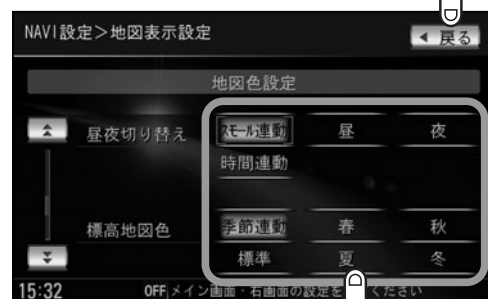 NAVI設定＞地図表示設定
◀ 戻る
地図色設定
昼夜切り替え
スモール連動 昼 夜
時間連動
標高地図色
季節連動 春 秋
標準 夏 冬
15:32
OFF メイン画面・右画面の設定を ください